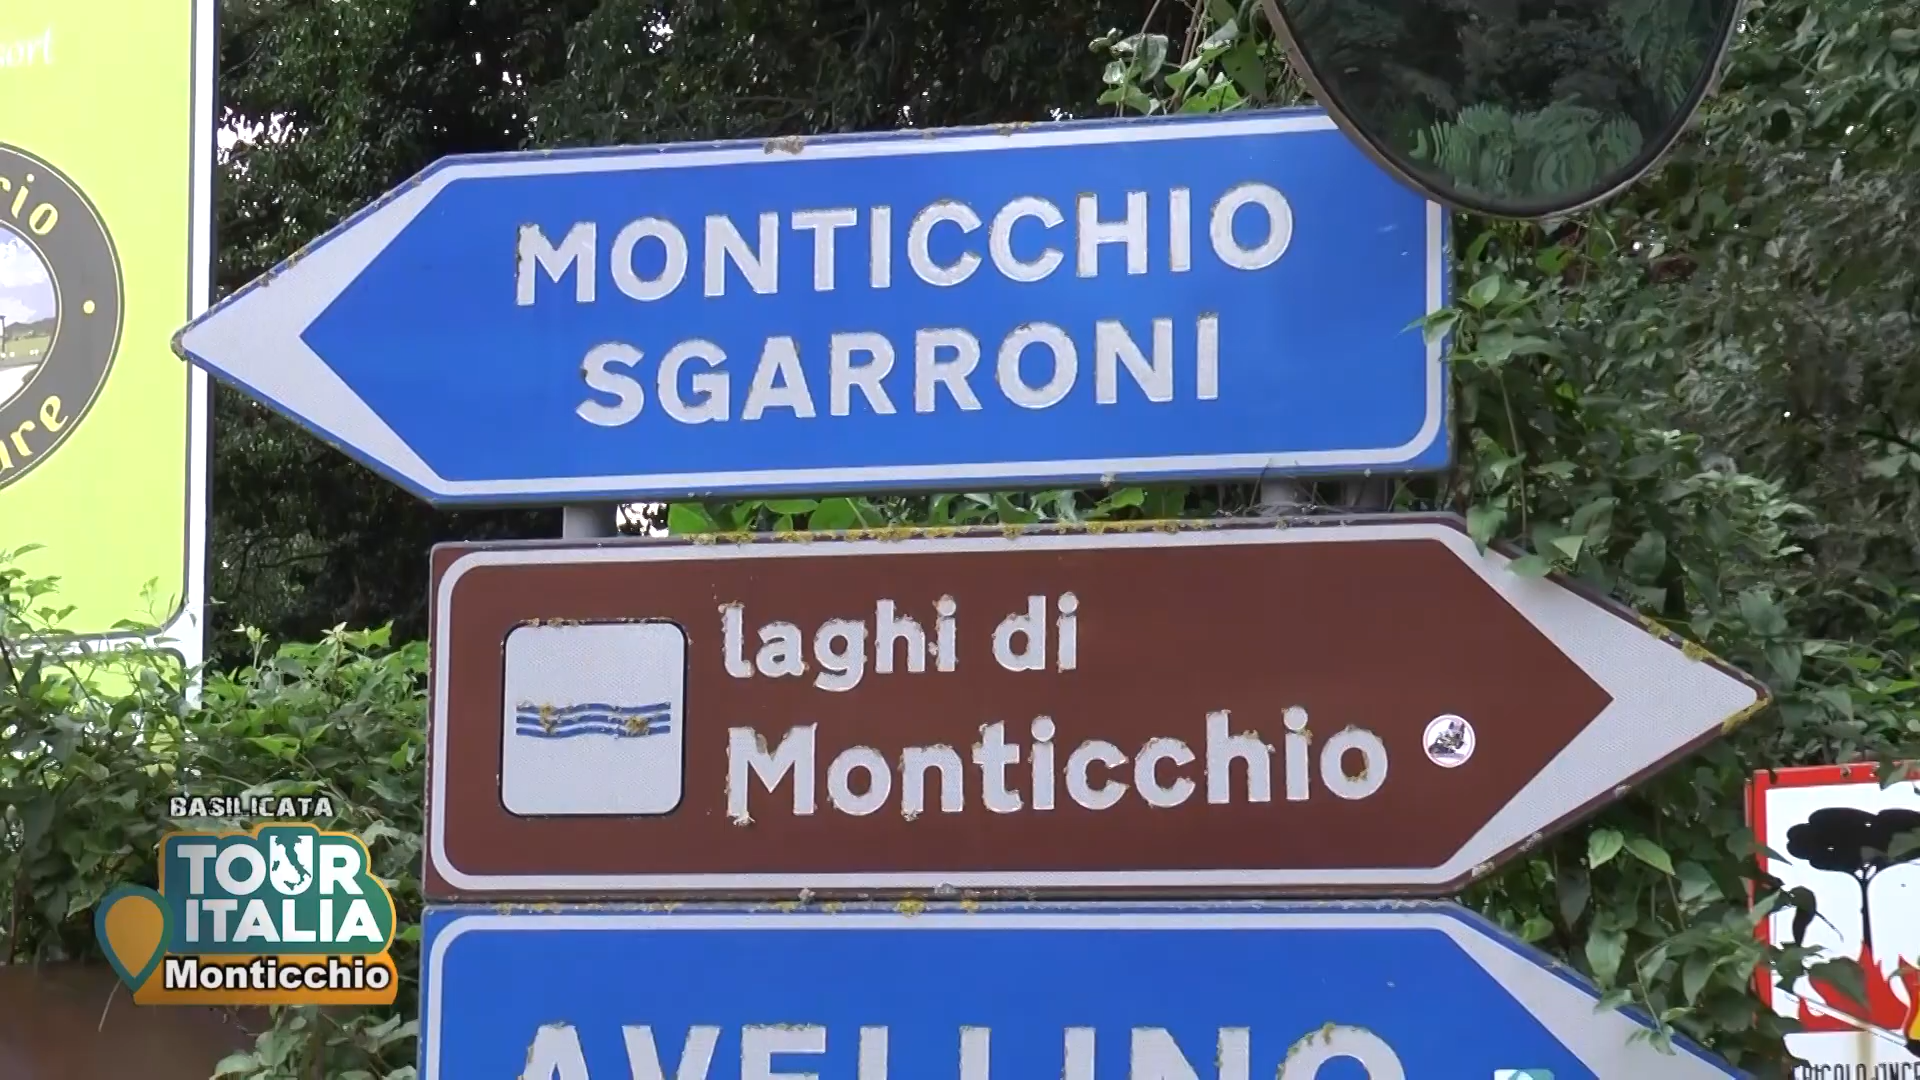 MONTICCHIO
SGARRONI
laghi di
Monticchio
AVELLINO
BASILICATA
TOUR
ITALIA
Monticchio